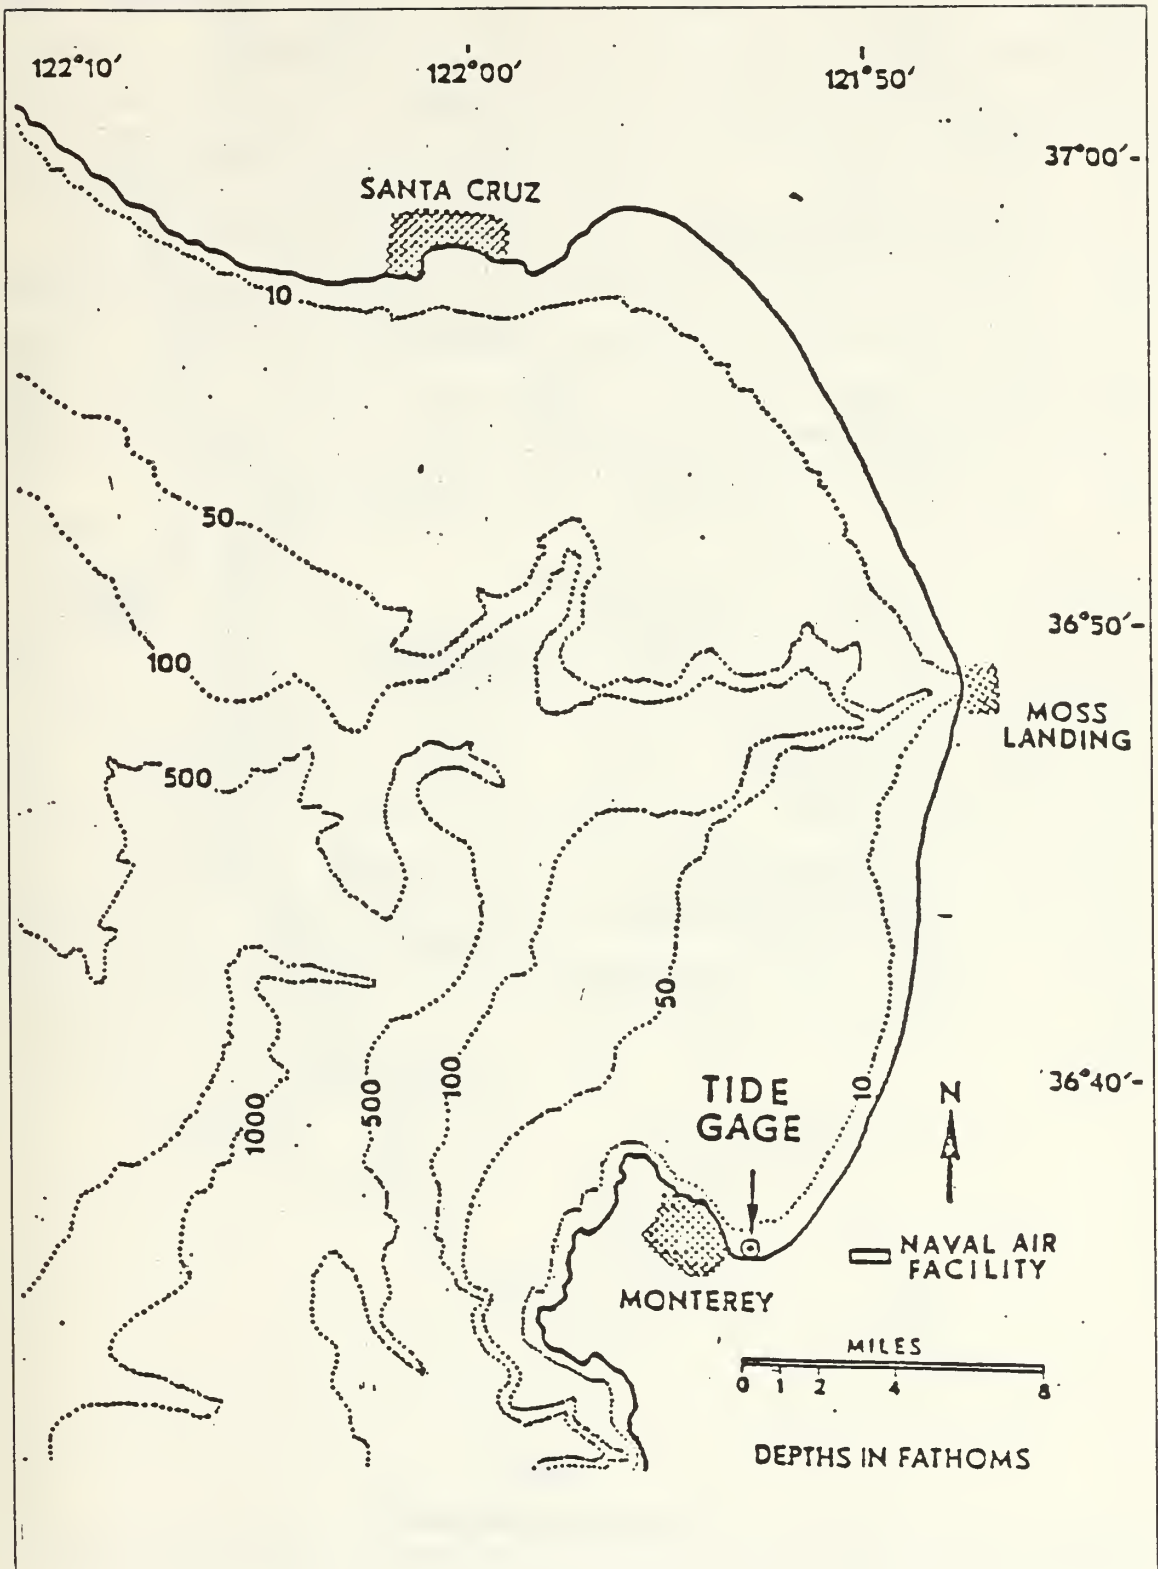 122°10'
122°00'
121°50'
37°00'-
SANTA CRUZ
10
50
36°50'-
100
MOSS
LANDING
500
50
36°40'-
10
100
500
1000
TIDE
GAGE
N
NAVAL AIR
FACILITY
MONTEREY
MILES
0 1 2 4 8
DEPTHS IN FATHOMS